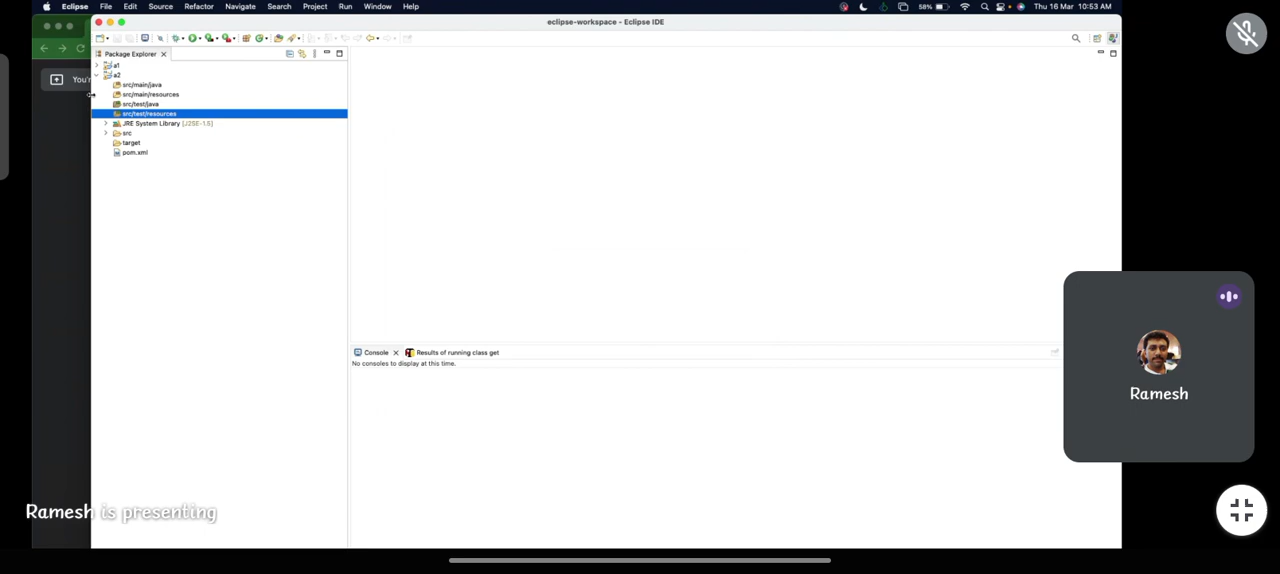 Eclipse File Edit Source Refactor Navigate Search Project Run Window Help
58% Thu 16 Mar 10:53 AM
eclipse-workspace - Eclipse IDE
Package Explorer
You'r
a1
a2
src/main/java
src/main/resources
src/test/java
src/test/resources
JRE System Library [J2SE-1.5]
src
target
pom.xml
Console Results of running class get
No consoles to display at this time.
Ramesh
Ramesh is presenting